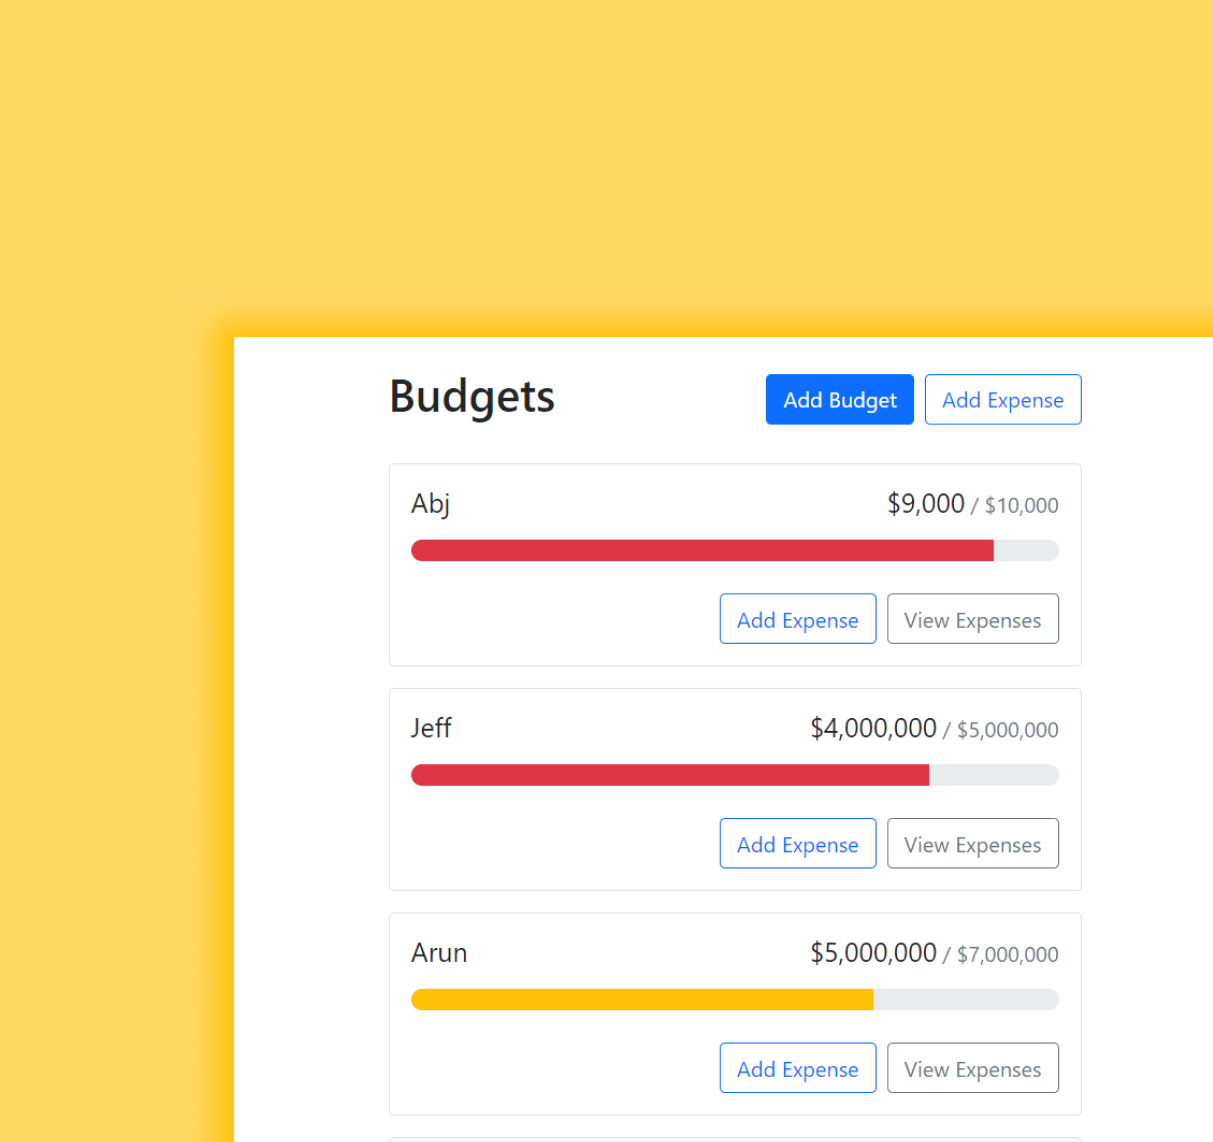 Budgets Add Budget Add Expense
Abj $9,000 / $10,000
Add Expense View Expenses
Jeff $4,000,000 / $5,000,000
Add Expense View Expenses
Arun $5,000,000 / $7,000,000
Add Expense View Expenses